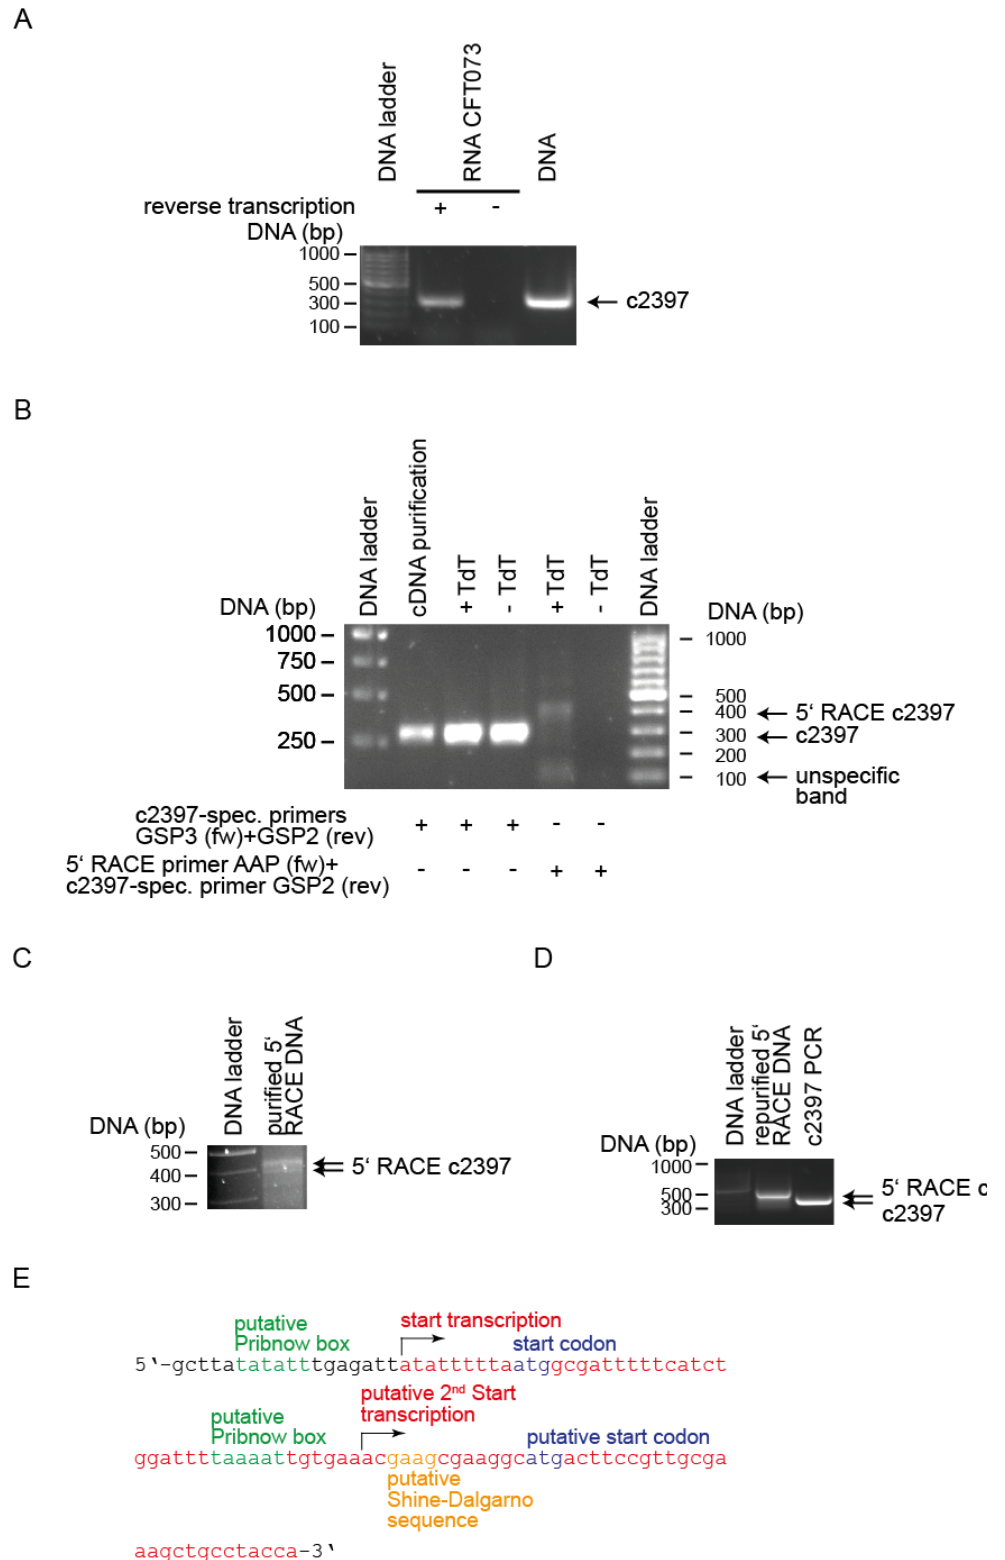 A
DNA ladder
RNA CFT073
DNA
reverse transcription
+ -
DNA (bp)
1000
500
300
100
c2397
B
DNA ladder
cDNA purification
+ TdT
- TdT
+ TdT
- TdT
DNA ladder
DNA (bp)
DNA (bp)
1000
750
500
250
1000
500
400
300
200
100
5‘ RACE c2397
c2397
unspecific
band
c2397-spec. primers
GSP3 (fw)+GSP2 (rev)
+ + + - -
5‘ RACE primer AAP (fw)+
c2397-spec. primer GSP2 (rev)
- - - + +
C
DNA ladder
purified 5‘
RACE DNA
DNA (bp)
500
400
300
5‘ RACE c2397
D
DNA ladder
repurified 5‘
RACE DNA
c2397 PCR
DNA (bp)
1000
500
300
5‘ RACE c
c2397
E
putative
Pribnow box
start transcription
start codon
5‘-gcttatatatttgagattatatttttaatggcgatttttcatct
putative 2nd Start
transcription
putative
Pribnow box
putative start codon
ggattttaaaattgtgaaacgaagcgaaggcatgacttccgttgcga
putative
Shine-Dalgarno
sequence
aagctgcctacca-3‘